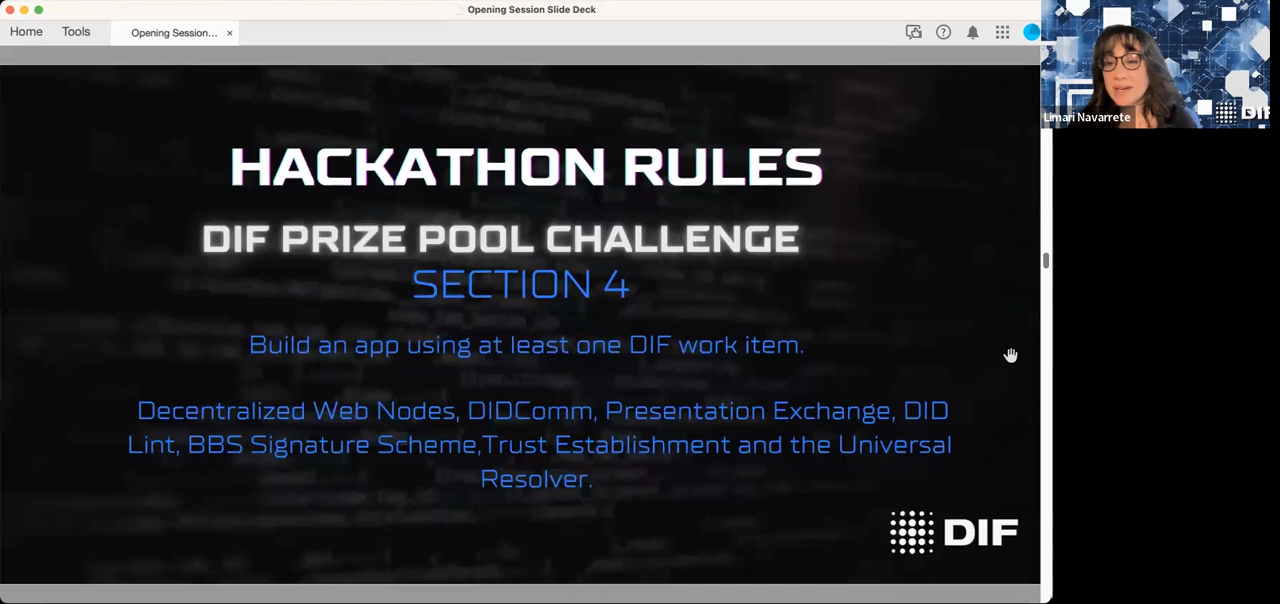 Opening Session Slide Deck
Home
Tools
Opening Session...
HACKATHON RULES
DIF PRIZE POOL CHALLENGE
SECTION 4
Build an app using at least one DIF work item.
Decentralized Web Nodes, DIDComm, Presentation Exchange, DID
Lint, BBS Signature Scheme,Trust Establishment and the Universal
Resolver.
DIF
Limari Navarrete
DIF